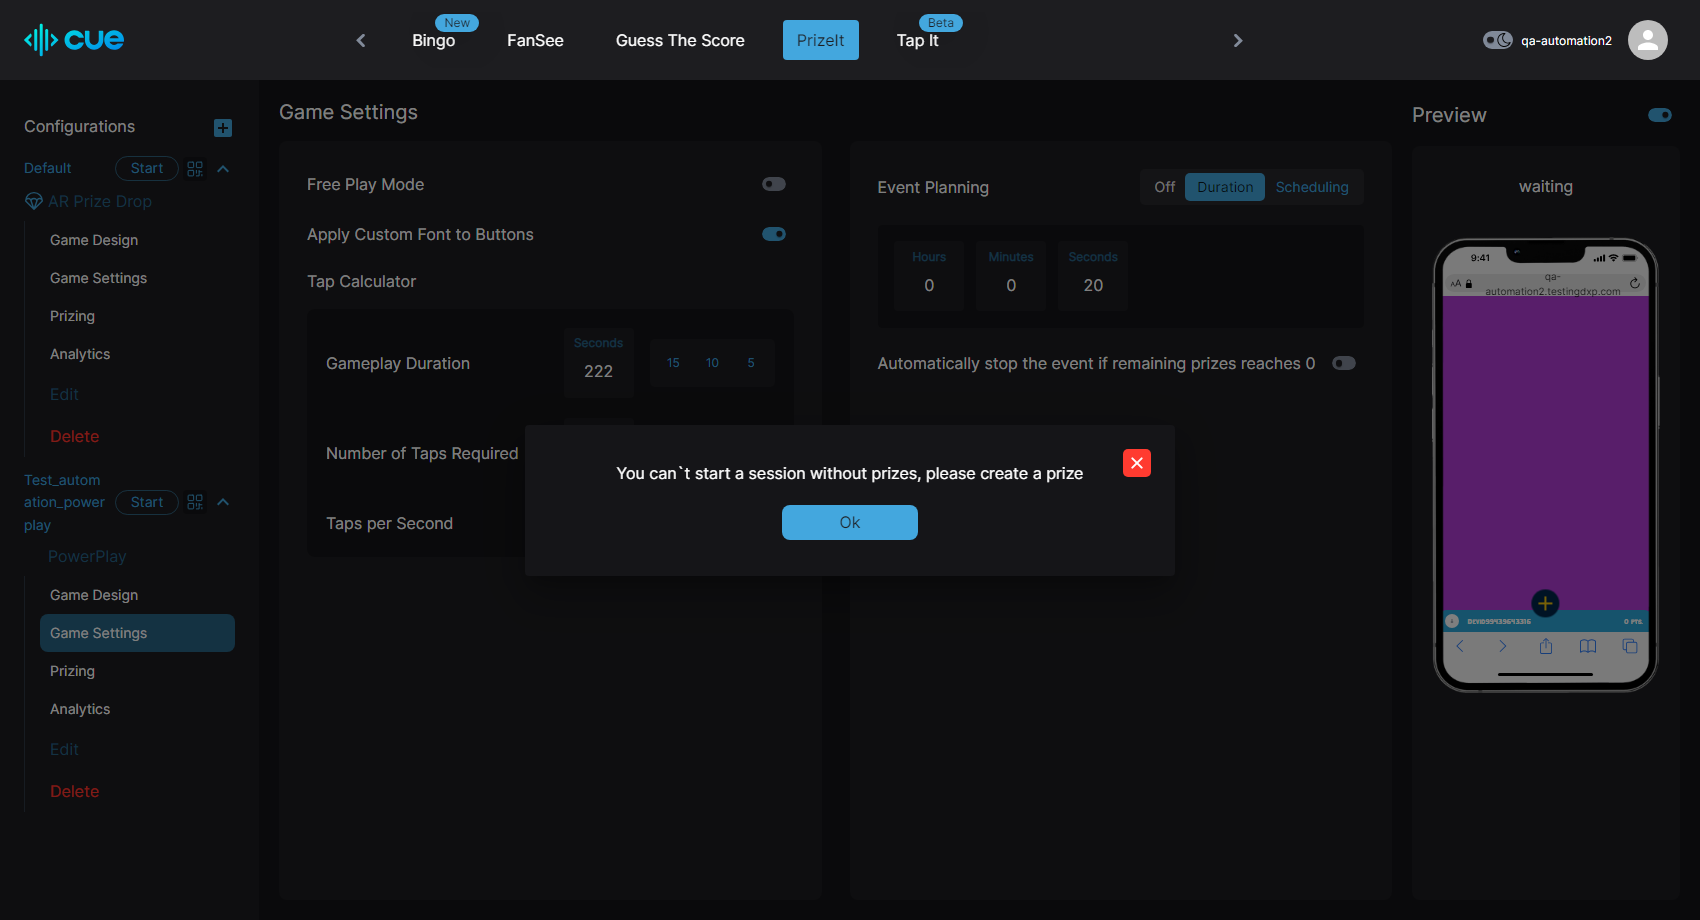 cue
New
Bingo
FanSee
Guess The Score
PrizeIt
Beta
Tap It
qa-automation2
Configurations
Default
Start
AR Prize Drop
Game Design
Game Settings
Prizing
Analytics
Edit
Delete
Test_autom
ation_power
play
Start
PowerPlay
Game Design
Game Settings
Prizing
Analytics
Edit
Delete
Game Settings
Free Play Mode
Apply Custom Font to Buttons
Tap Calculator
Gameplay Duration
Seconds
222
15 10 5
Number of Taps Required
Taps per Second
Event Planning
Off Duration Scheduling
Hours Minutes Seconds
0 0 20
Automatically stop the event if remaining prizes reaches 0
You can`t start a session without prizes, please create a prize
Ok
Preview
waiting
9:41
AA
qa-
automation2.testingdxp.com
0 PTS.